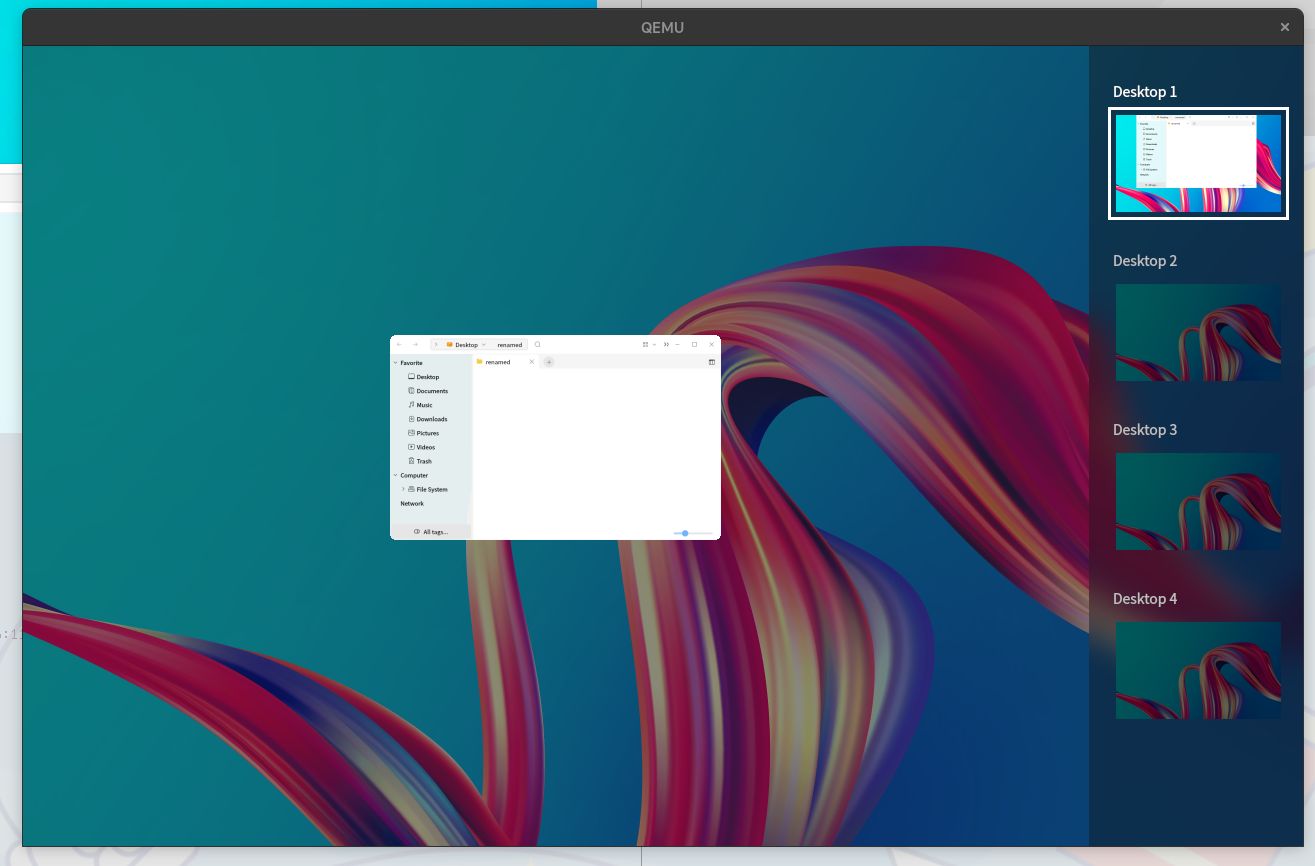 QEMU
Desktop 1
Desktop 2
Desktop 3
Desktop 4
Desktop renamed
renamed
Favorite
Desktop
Documents
Music
Downloads
Pictures
Videos
Trash
Computer
File System
Network
All tags...